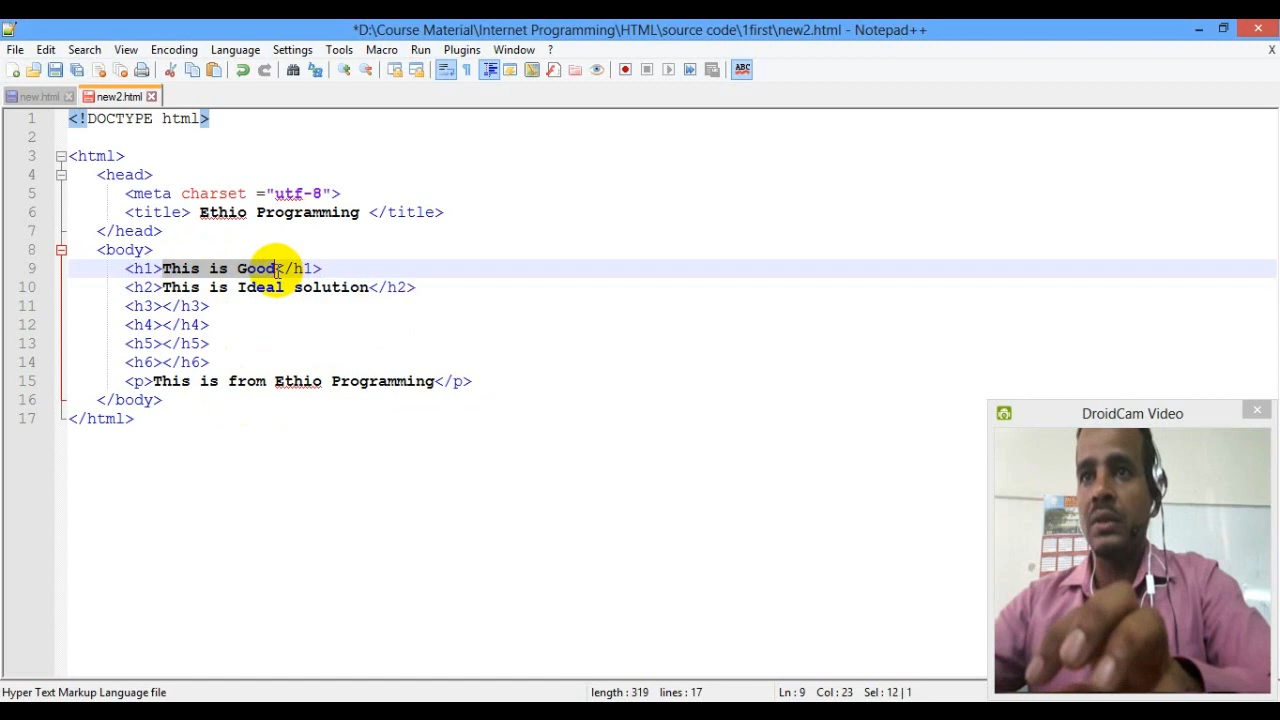 *D:\Course Material\Internet Programming\HTML\source code\1first\new2.html - Notepad++
File Edit Search View Encoding Language Settings Tools Macro Run Plugins Window ? X
new.html new2.html
1 <!DOCTYPE html>
2
3 <html>
4 <head>
5 <meta charset ="utf-8">
6 <title> Ethio Programming </title>
7 </head>
8 <body>
9 <h1>This is Good</h1>
10 <h2>This is Ideal solution</h2>
11 <h3></h3>
12 <h4></h4>
13 <h5></h5>
14 <h6></h6>
15 <p>This is from Ethio Programming</p>
16 </body>
17 </html>
DroidCam Video
Hyper Text Markup Language file length : 319 lines : 17 Ln : 9 Col : 23 Sel : 12 | 1